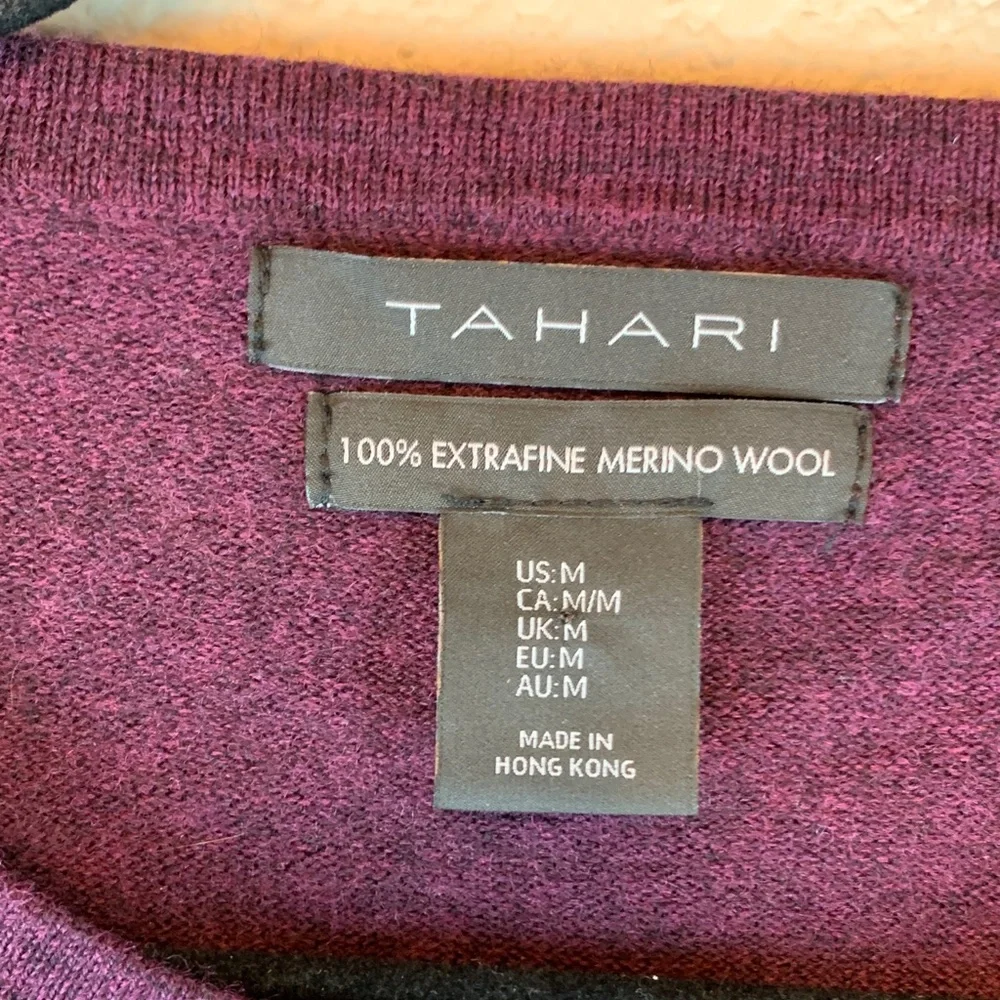 TAHARI
100% EXTRAFINE MERINO WOOL
US:M
CA:M/M
UK:M
EU:M
AU:M
MADE IN
HONG KONG